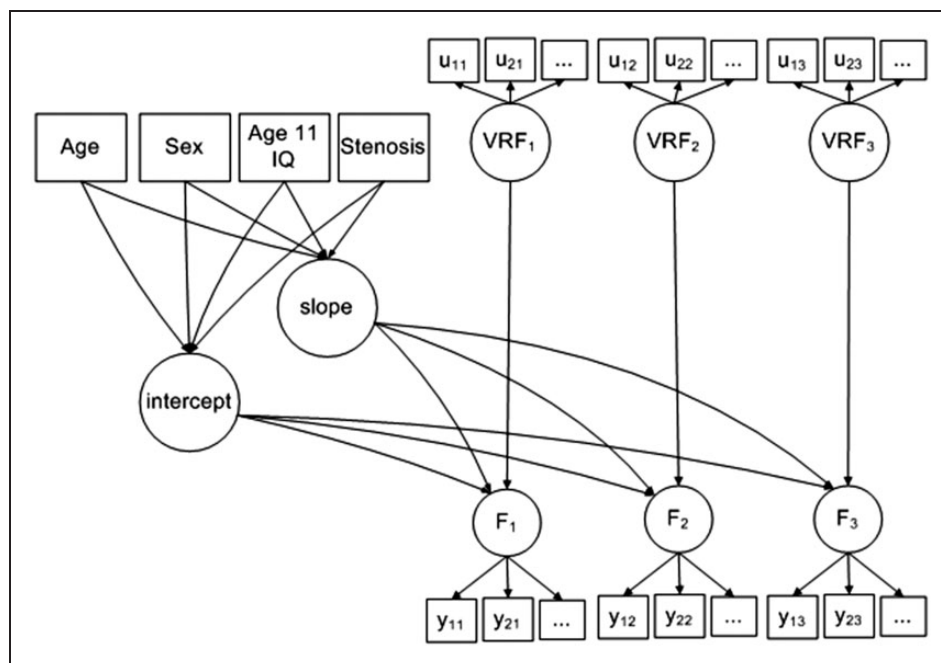 u₁₁ u₂₁ ... u₁₂ u₂₂ ... u₁₃ u₂₃ ...
VRF₁ VRF₂ VRF₃
Age Sex Age 11 IQ Stenosis
slope
intercept
F₁ F₂ F₃
y₁₁ y₂₁ ... y₁₂ y₂₂ ... y₁₃ y₂₃ ...